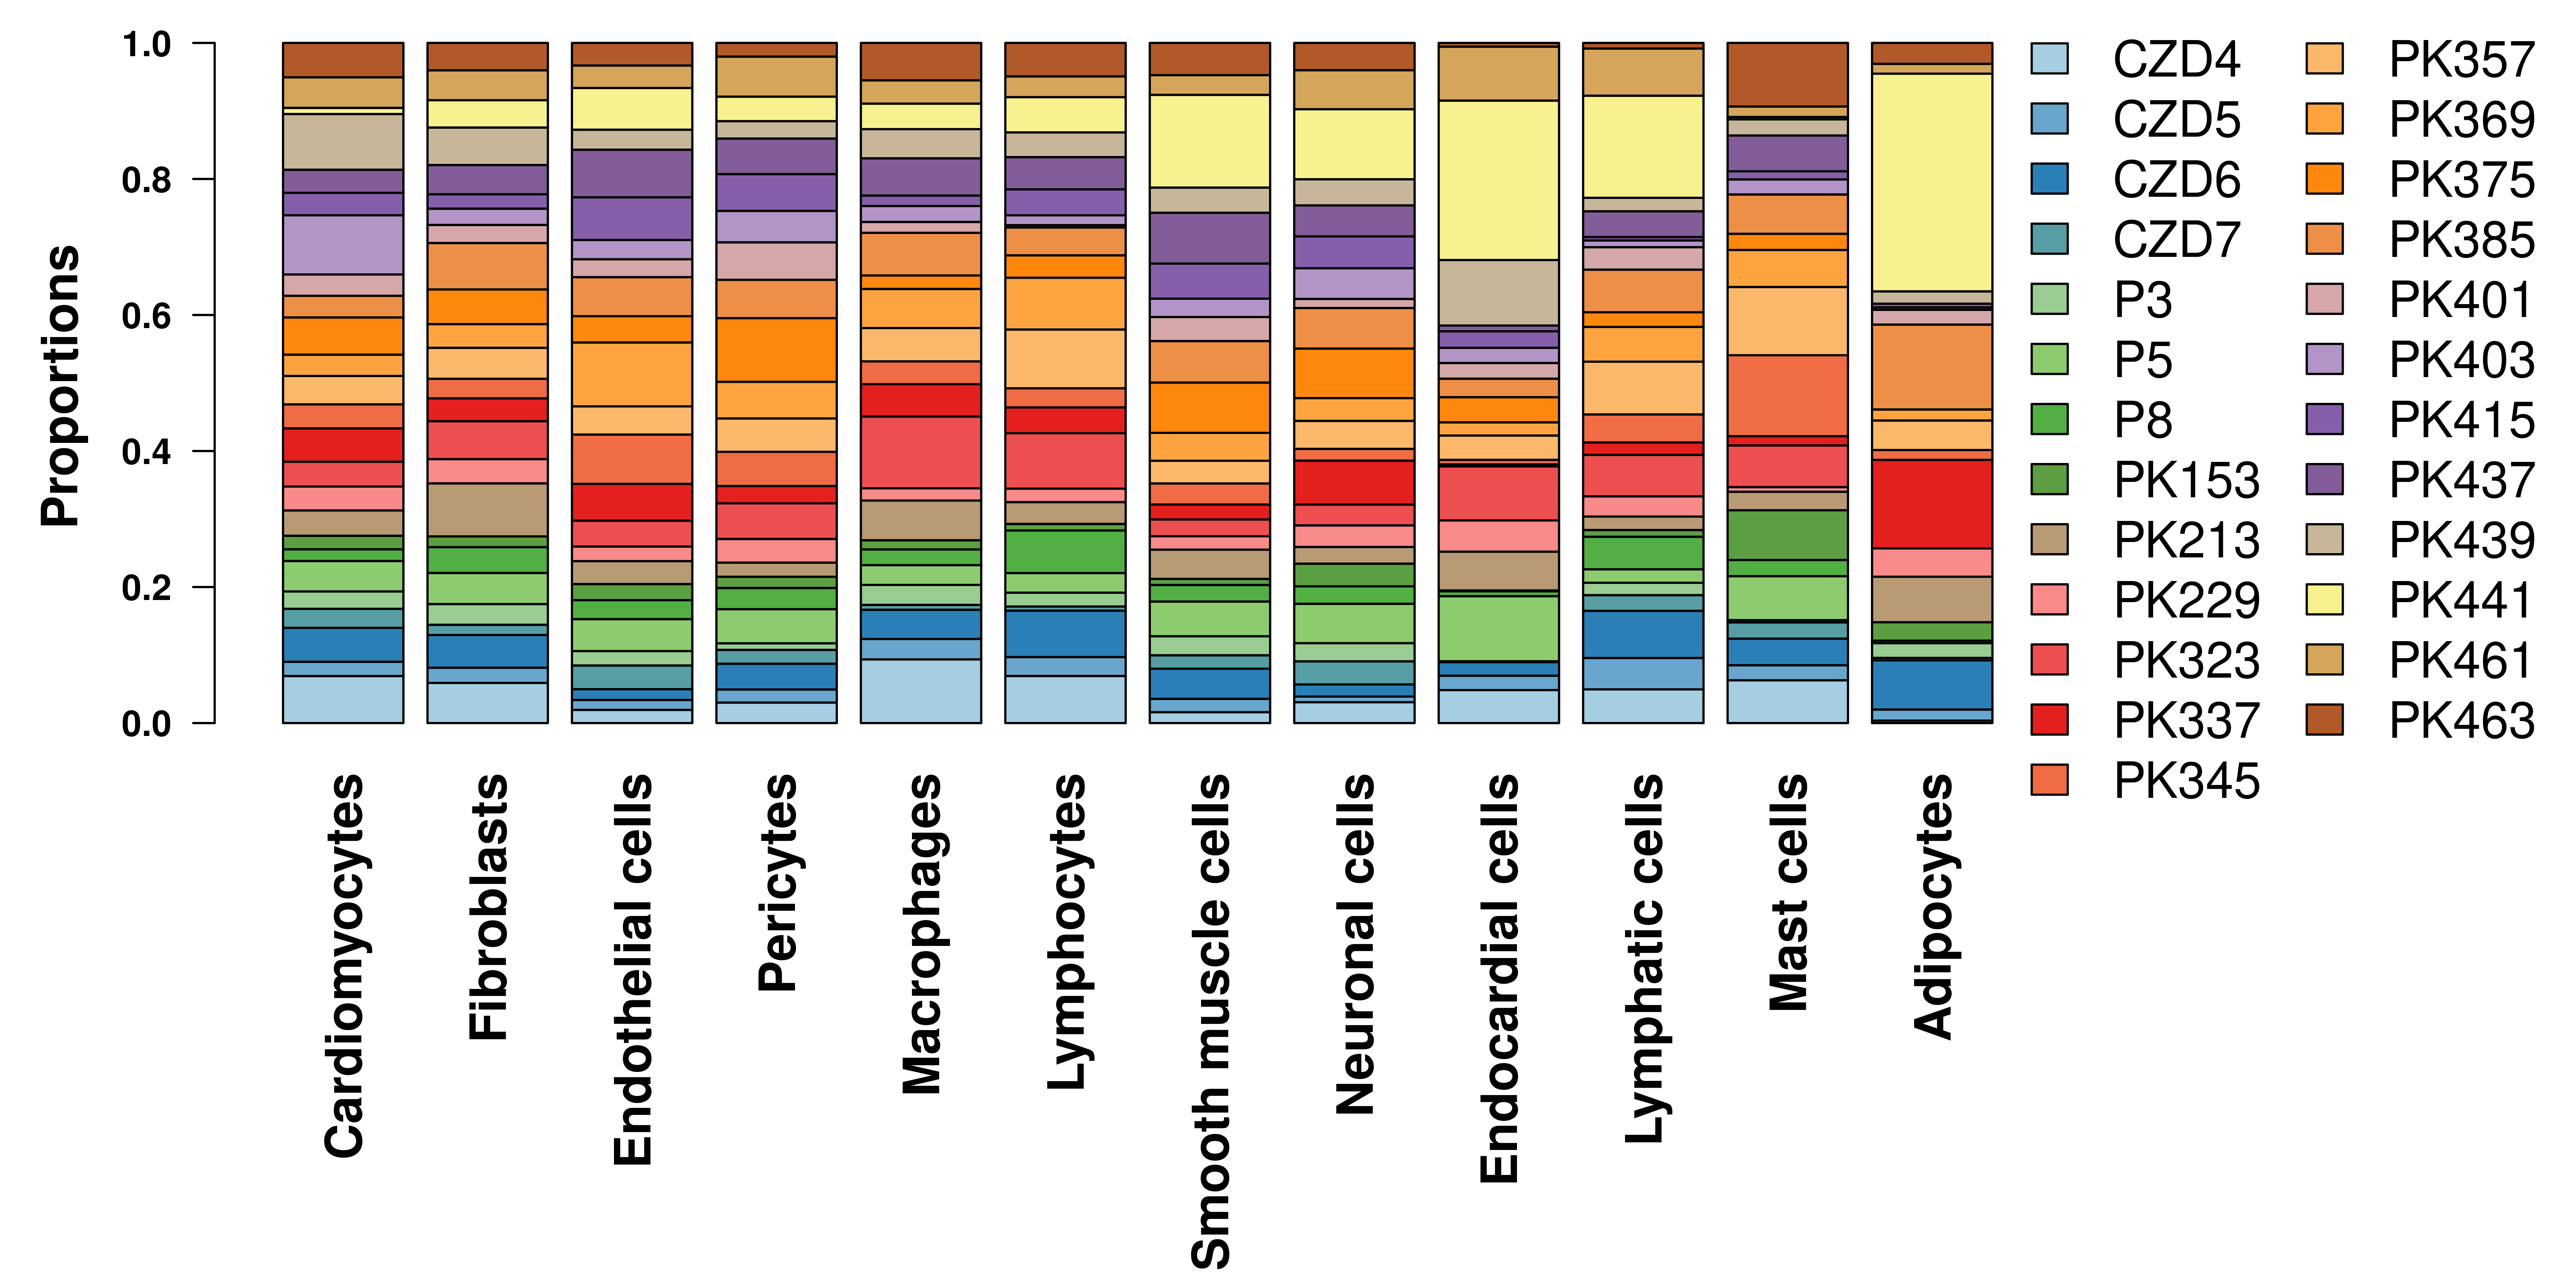 Proportions
1.0
0.8
0.6
0.4
0.2
0.0
Cardiomyocytes
Fibroblasts
Endothelial cells
Pericytes
Macrophages
Lymphocytes
Smooth muscle cells
Neuronal cells
Endocardial cells
Lymphatic cells
Mast cells
Adipocytes
CZD4
CZD5
CZD6
CZD7
P3
P5
P8
PK153
PK213
PK229
PK323
PK337
PK345
PK357
PK369
PK375
PK385
PK401
PK403
PK415
PK437
PK439
PK441
PK461
PK463